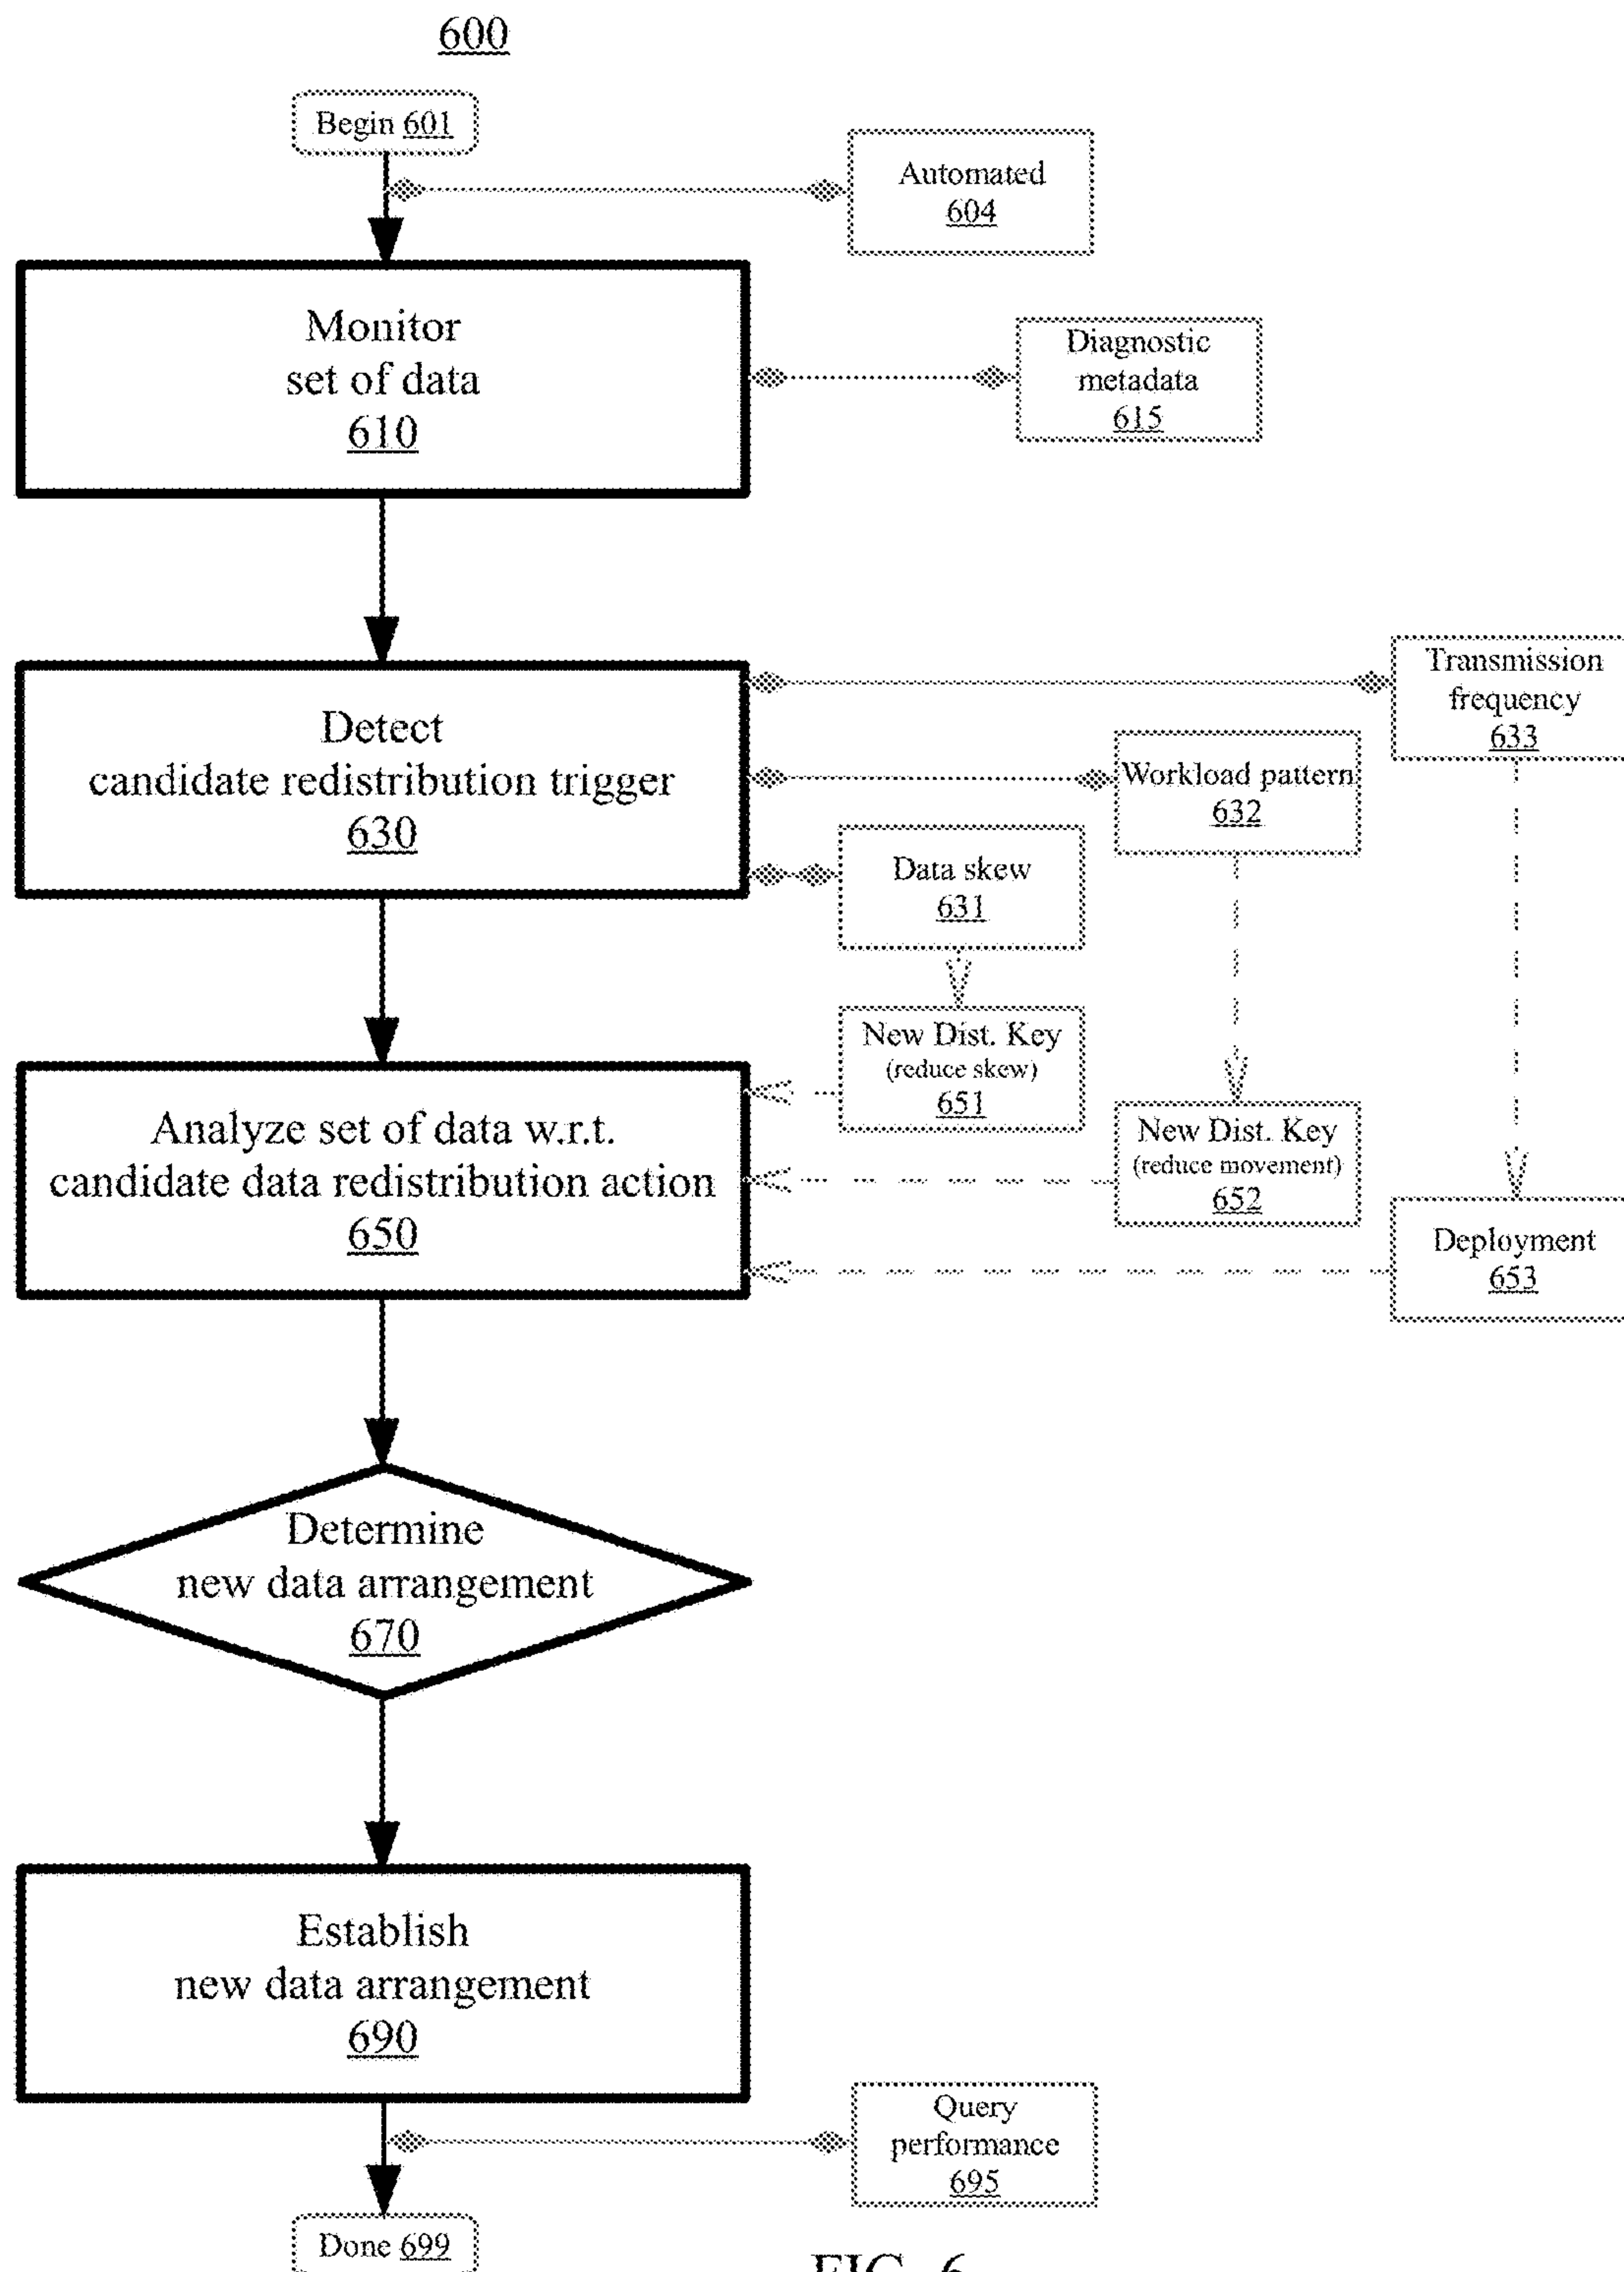 600
Begin 601
Automated
604
Monitor
set of data
610
Diagnostic
metadata
615
Detect
candidate redistribution trigger
630
Transmission
frequency
633
Workload pattern
632
Data skew
631
New Dist. Key
(reduce skew)
651
New Dist. Key
(reduce movement)
652
Deployment
653
Analyze set of data w.r.t.
candidate data redistribution action
650
Determine
new data arrangement
670
Establish
new data arrangement
690
Query
performance
695
Done 699
FIG. 6